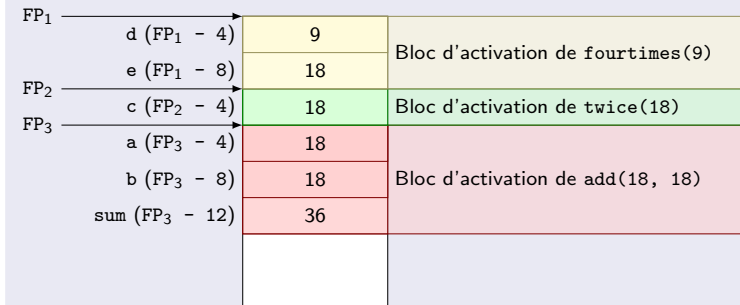 FP1
d (FP1 - 4) 9
Bloc d'activation de fourtimes(9)
e (FP1 - 8) 18
FP2
c (FP2 - 4) 18 Bloc d'activation de twice(18)
FP3
a (FP3 - 4) 18
b (FP3 - 8) 18 Bloc d'activation de add(18, 18)
sum (FP3 - 12) 36